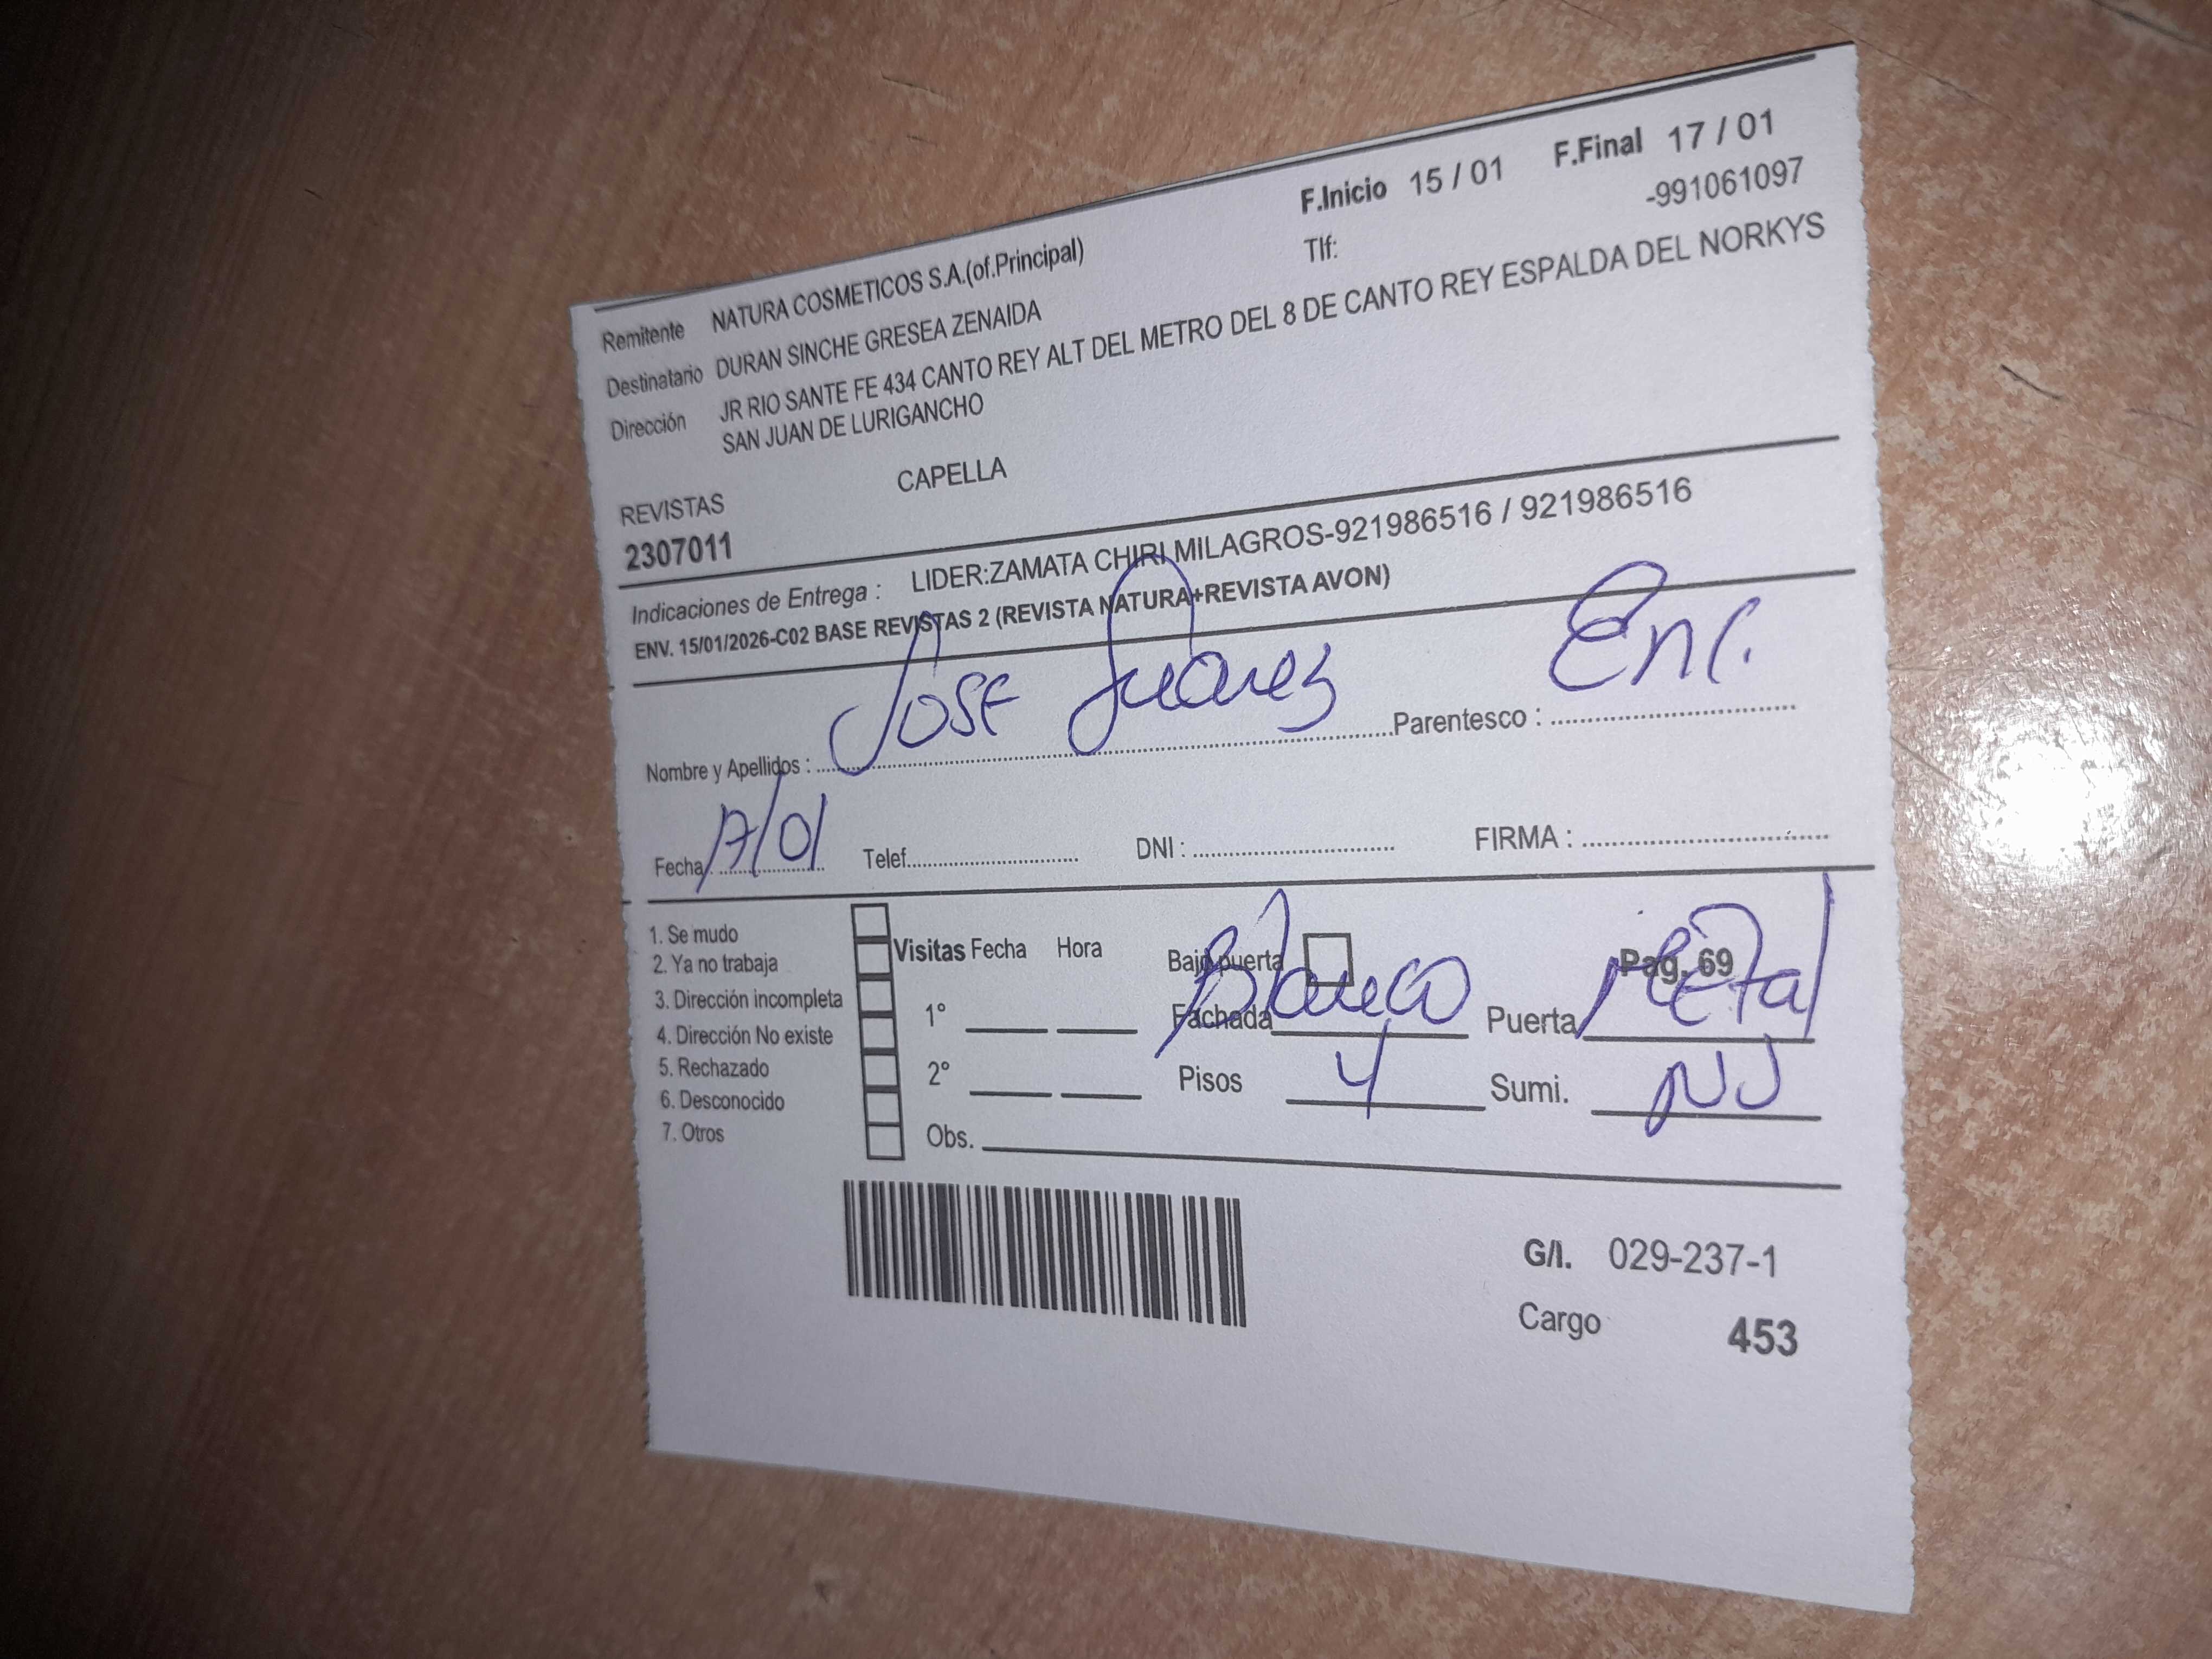 F.Inicio 15 / 01 F.Final 17 / 01
Remitente NATURA COSMETICOS S.A.(of.Principal) Tlf: -991061097
Destinatario DURAN SINCHE GRESEA ZENAIDA
Dirección JR RIO SANTE FE 434 CANTO REY ALT DEL METRO DEL 8 DE CANTO REY ESPALDA DEL NORKYS
SAN JUAN DE LURIGANCHO
REVISTAS CAPELLA
2307011
Indicaciones de Entrega : LIDER:ZAMATA CHIRI MILAGROS-921986516 / 921986516
ENV. 15/01/2026-C02 BASE REVISTAS 2 (REVISTA NATURA+REVISTA AVON)
Nombre y Apellidos : José Suarez Parentesco : Enc.
Fecha: 17/01 Telef. DNI : FIRMA :
1. Se mudo
2. Ya no trabaja
3. Dirección incompleta
4. Dirección No existe
5. Rechazado
6. Desconocido
7. Otros
Visitas Fecha Hora Bajo puerta Pag. 69
1° Fachada Blanco Puerta Metal
2° Pisos 4 Sumi.
Obs.
G/I. 029-237-1
Cargo 453